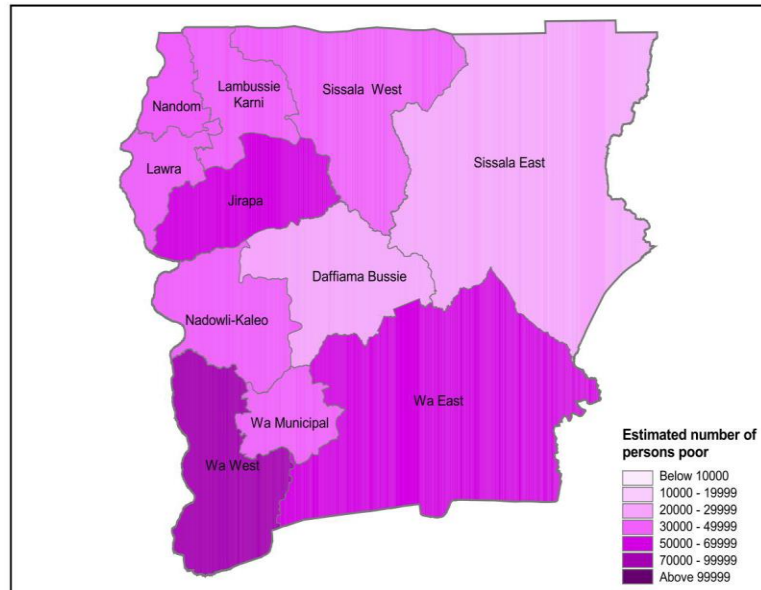 Lambussie
Karni
Sissala West
Nandom
Sissala East
Lawra
Jirapa
Daffiama Bussie
Nadowli-Kaleo
Wa East
Wa Municipal
Wa West
Estimated number of
persons poor
Below 10000
10000 - 19999
20000 - 29999
30000 - 49999
50000 - 69999
70000 - 99999
Above 99999